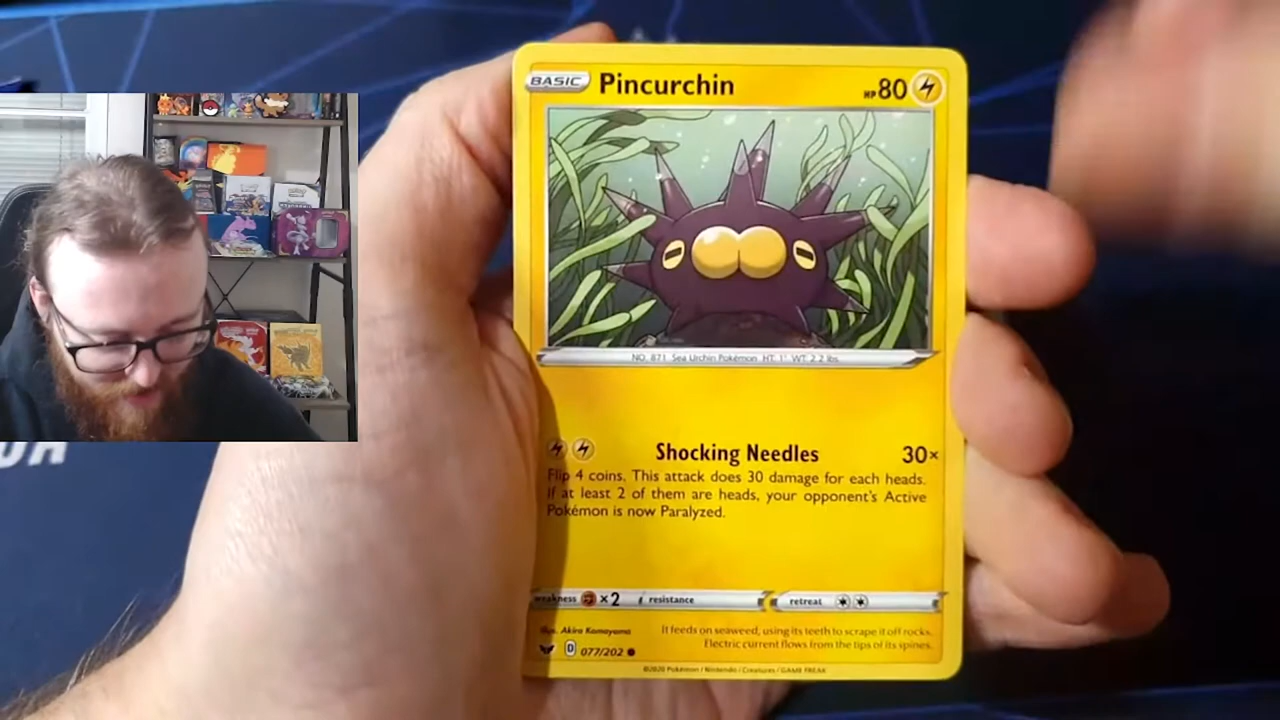 BASIC Pincurchin HP 80
NO. 871 Sea Urchin Pokémon HT: 1' WT: 2.2 lbs.
Shocking Needles 30×
Flip 4 coins. This attack does 30 damage for each heads.
If at least 2 of them are heads, your opponent's Active
Pokémon is now Paralyzed.
weakness ×2 resistance retreat
Illus. Akira Komayama
It feeds on seaweed, using its teeth to scrape it off rocks.
Electric current flows from the tips of its spines.
D 077/202
©2020 Pokémon / Nintendo / Creatures / GAME FREAK